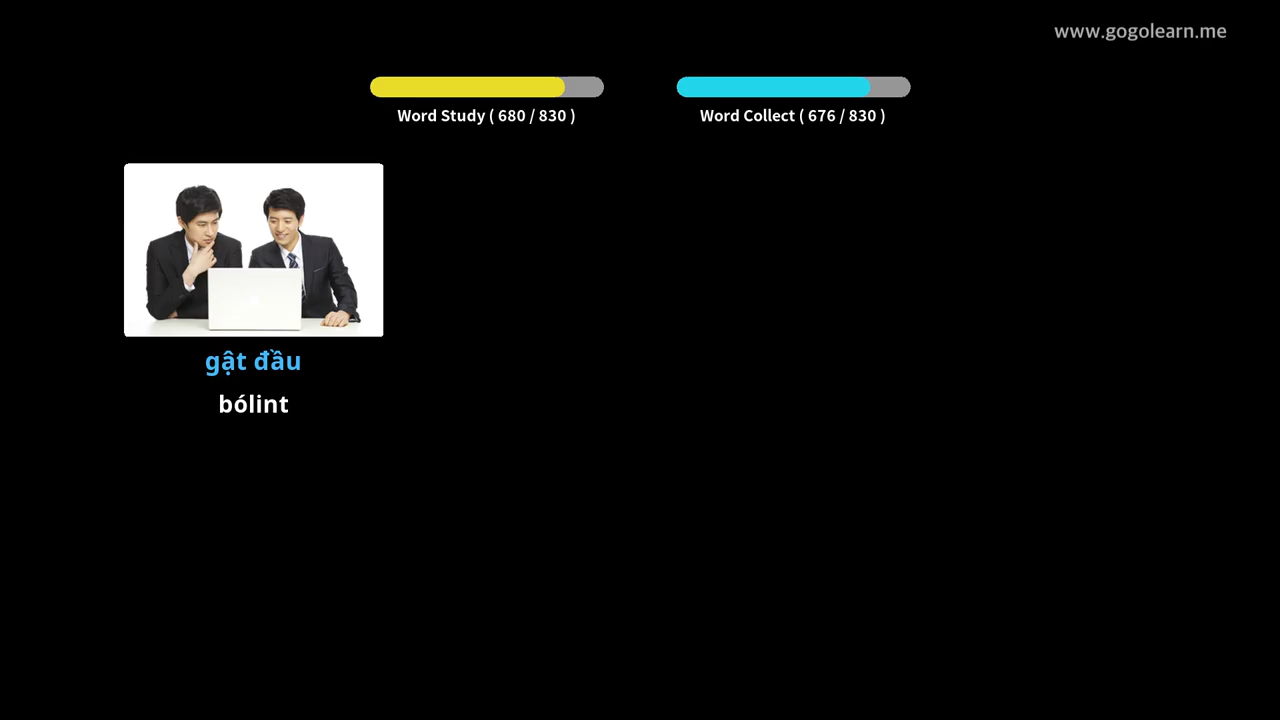 www.gogolearn.me
Word Study ( 680 / 830 )
Word Collect ( 676 / 830 )
gật đầu
bólint